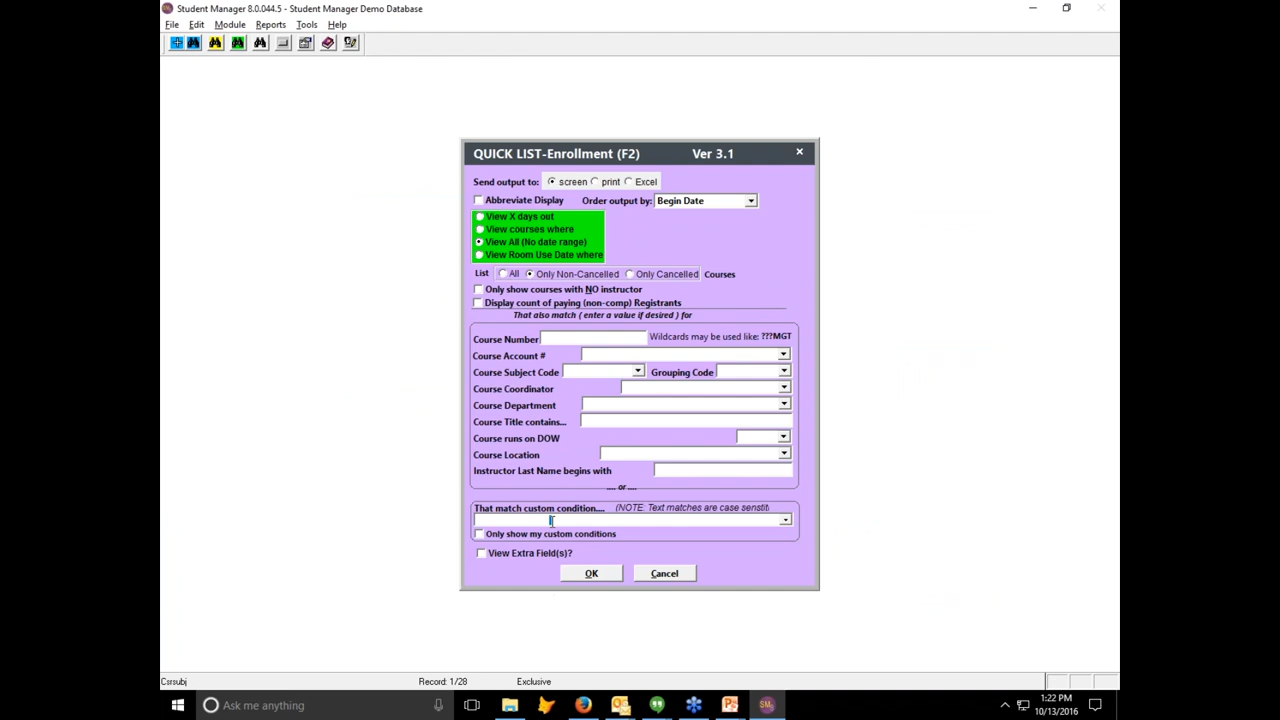 Student Manager 8.0.044.5 - Student Manager Demo Database
File Edit Module Reports Tools Help
QUICK LIST-Enrollment (F2) Ver 3.1
Send output to: screen print Excel
Abbreviate Display Order output by: Begin Date
View X days out
View courses where
View All (No date range)
View Room Use Date where
List All Only Non-Cancelled Only Cancelled Courses
Only show courses with NO instructor
Display count of paying (non-comp) Registrants
That also match ( enter a value if desired ) for
Course Number Wildcards may be used like: ???MGT
Course Account #
Course Subject Code Grouping Code
Course Coordinator
Course Department
Course Title contains...
Course runs on DOW
Course Location
Instructor Last Name begins with
.... or ....
That match custom condition.... (NOTE: Text matches are case sensiti
Only show my custom conditions
View Extra Field(s)?
OK Cancel
Csrsubj Record: 1/28 Exclusive
Ask me anything
1:22 PM
10/13/2016